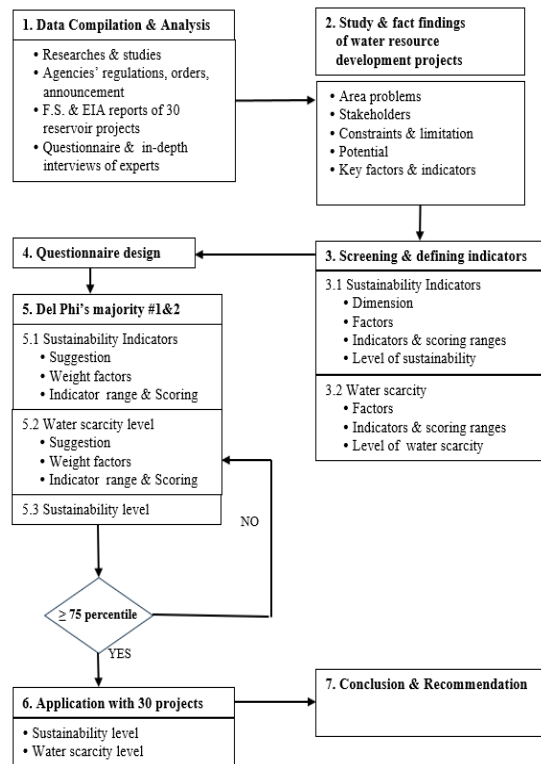 1. Data Compilation & Analysis
• Researches & studies
• Agencies' regulations, orders,
announcement
• F.S. & EIA reports of 30
reservoir projects
• Questionnaire & in-depth
interviews of experts
2. Study & fact findings
of water resource
development projects
• Area problems
• Stakeholders
• Constraints & limitation
• Potential
• Key factors & indicators
3. Screening & defining indicators
3.1 Sustainability Indicators
• Dimension
• Factors
• Indicators & scoring ranges
• Level of sustainability
3.2 Water scarcity
• Factors
• Indicators & scoring ranges
• Level of water scarcity
4. Questionnaire design
5. Del Phi's majority #1&2
5.1 Sustainability Indicators
• Suggestion
• Weight factors
• Indicator range & Scoring
5.2 Water scarcity level
• Suggestion
• Weight factors
• Indicator range & Scoring
5.3 Sustainability level
NO
≥ 75 percentile
YES
6. Application with 30 projects
• Sustainability level
• Water scarcity level
7. Conclusion & Recommendation